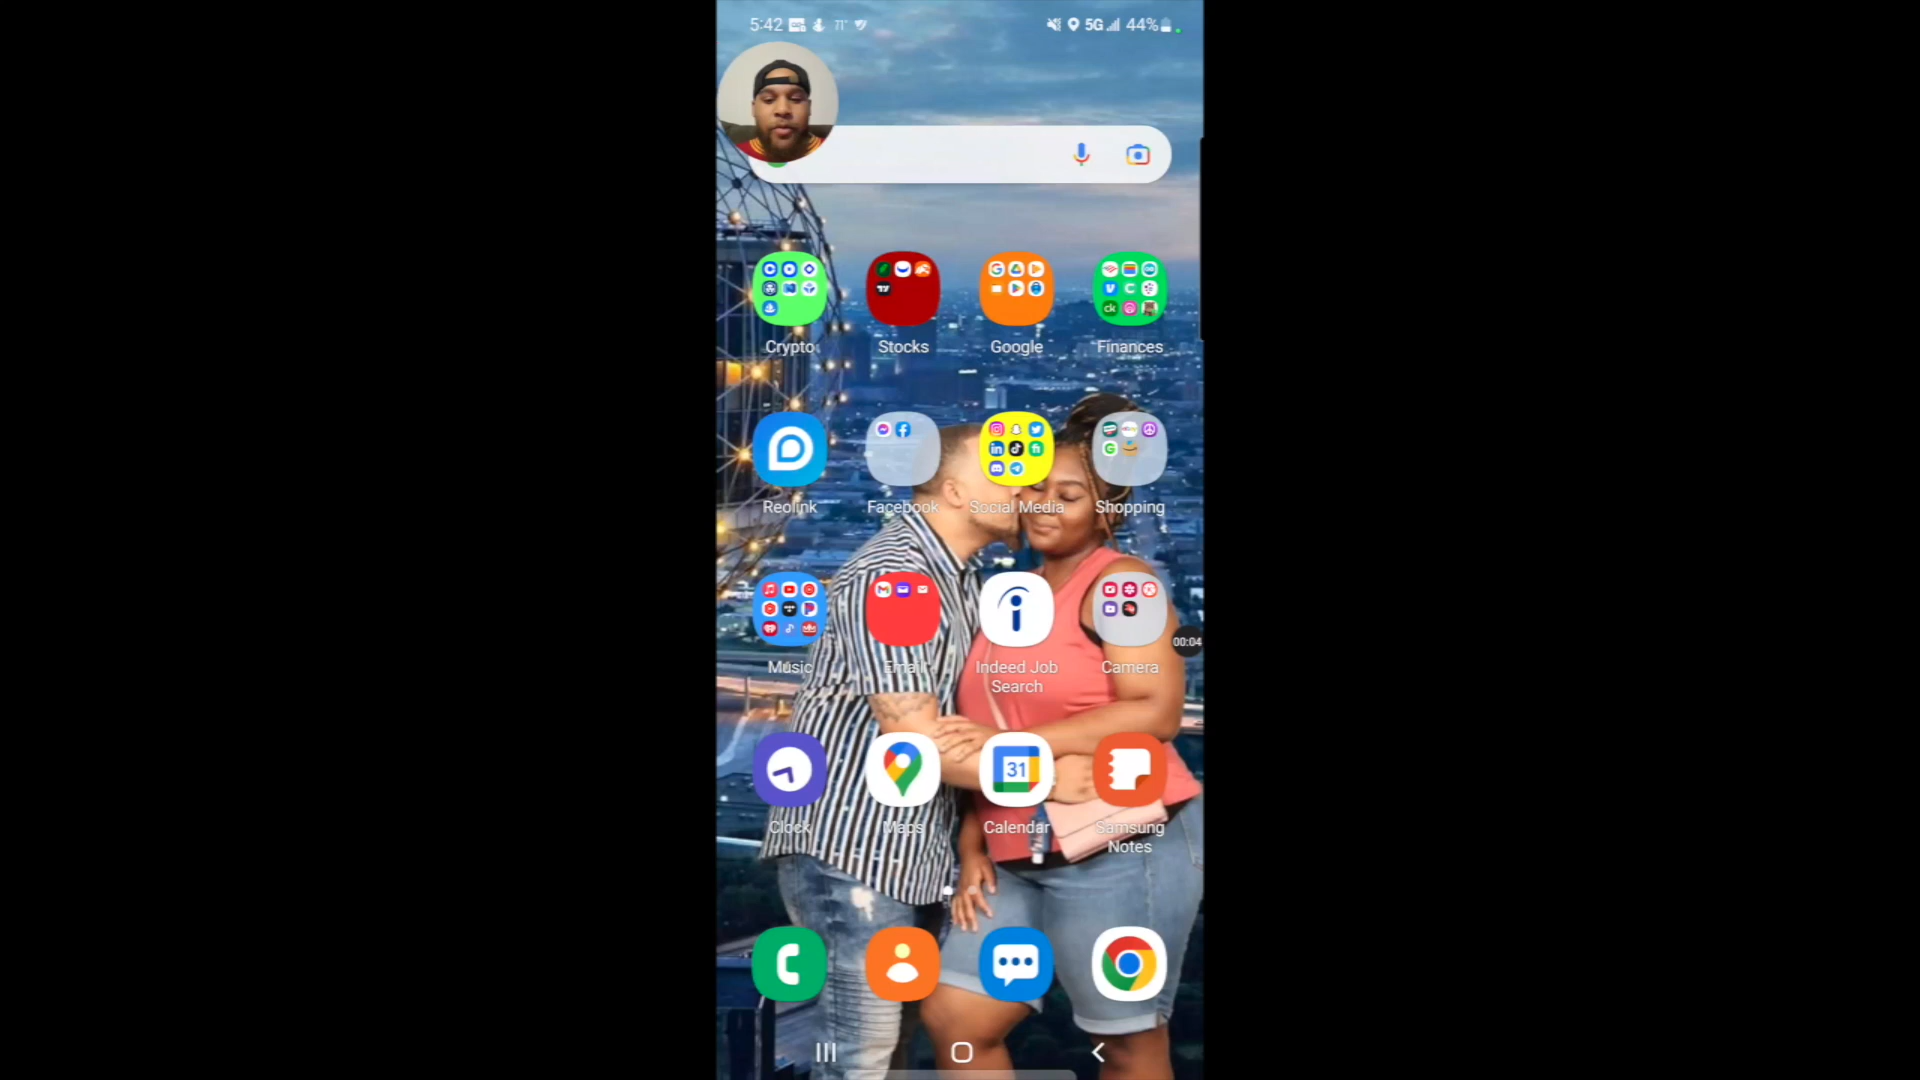 5:42 71° 5G 44%
Crypto Stocks Google Finances
Reolink Facebook Social Media Shopping
Music Email Indeed Job Search Camera
00:04
31
Clock Maps Calendar Samsung Notes